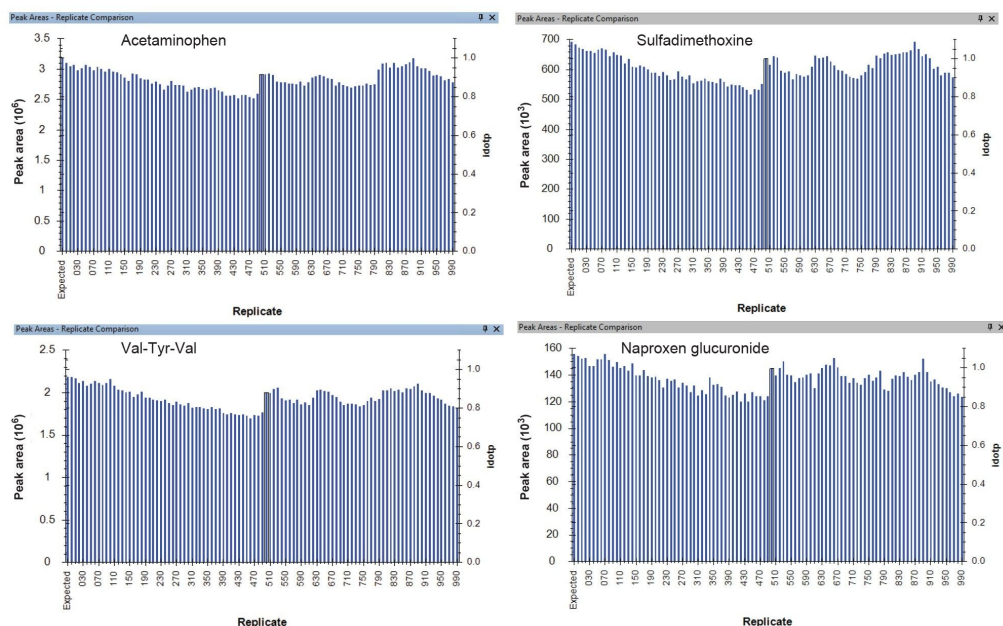 Peak Areas - Replicate Comparison
Acetaminophen
Peak area (10⁶)
3.5
3
2.5
2
1.5
1
0.5
0
1.0
0.8
0.6
0.4
0.2
0.0
idotp
Expected 030 070 110 150 190 230 270 310 350 390 430 470 510 550 590 630 670 710 750 790 830 870 910 950 990
Replicate
Peak Areas - Replicate Comparison
Sulfadimethoxine
Peak area (10³)
700
600
500
400
300
200
100
0
1.0
0.8
0.6
0.4
0.2
0.0
idotp
Expected 030 070 110 150 190 230 270 310 350 390 430 470 510 550 590 630 670 710 750 790 830 870 910 950 990
Replicate
Peak Areas - Replicate Comparison
Val-Tyr-Val
Peak area (10⁶)
2.5
2
1.5
1
0.5
0
1.0
0.8
0.6
0.4
0.2
0.0
idotp
Expected 030 070 110 150 190 230 270 310 350 390 430 470 510 550 590 630 670 710 750 790 830 870 910 950 990
Replicate
Peak Areas - Replicate Comparison
Naproxen glucuronide
Peak area (10³)
160
140
120
100
80
60
40
20
0
1.0
0.8
0.6
0.4
0.2
0.0
idotp
Expected 030 070 110 150 190 230 270 310 350 390 430 470 510 550 590 630 670 710 750 790 830 870 910 950 990
Replicate